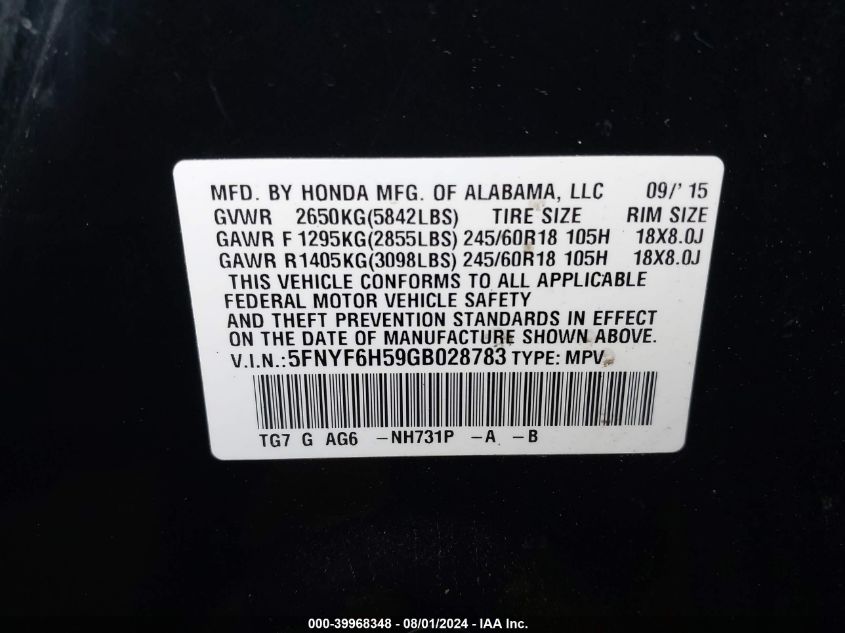 MFD. BY HONDA MFG. OF ALABAMA, LLC 09/'15
GVWR 2650KG(5842LBS) TIRE SIZE RIM SIZE
GAWR F 1295KG(2855LBS) 245/60R18 105H 18X8.0J
GAWR R1405KG(3098LBS) 245/60R18 105H 18X8.0J
THIS VEHICLE CONFORMS TO ALL APPLICABLE
FEDERAL MOTOR VEHICLE SAFETY
AND THEFT PREVENTION STANDARDS IN EFFECT
ON THE DATE OF MANUFACTURE SHOWN ABOVE.
V.I.N.:5FNYF6H59GB028783 TYPE: MPV
TG7 G AG6 -NH731P -A -B
000-39968348 - 08/01/2024 - IAA Inc.